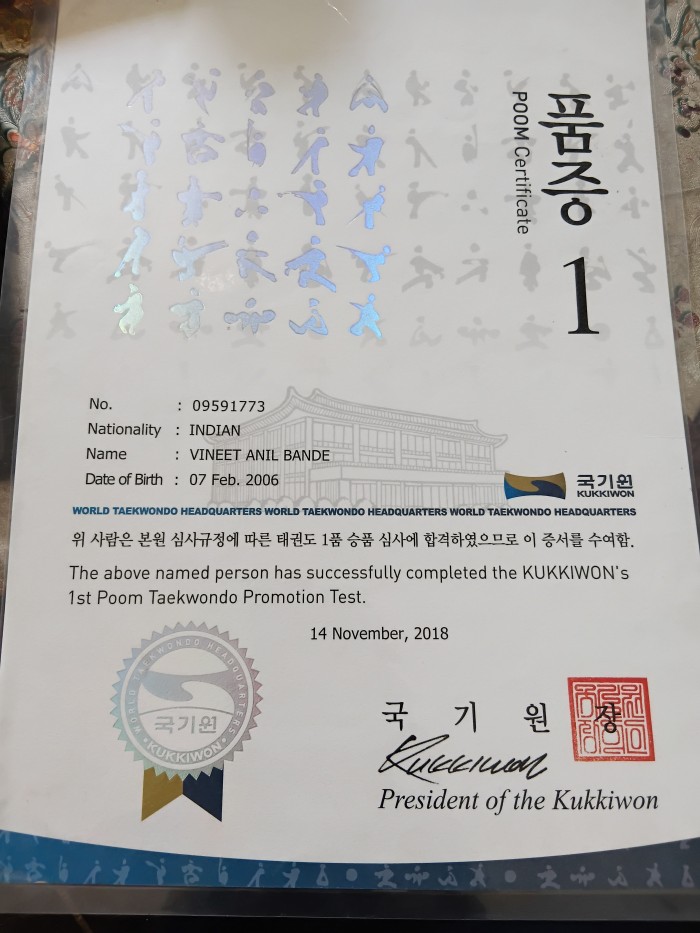 품증
POOM Certificate
1
No. : 09591773
Nationality : INDIAN
Name : VINEET ANIL BANDE
Date of Birth : 07 Feb. 2006
국기원
KUKKIWON
WORLD TAEKWONDO HEADQUARTERS WORLD TAEKWONDO HEADQUARTERS WORLD TAEKWONDO HEADQUARTERS
위 사람은 본원 심사규정에 따른 태권도 1품 승품 심사에 합격하였으므로 이 증서를 수여함.
The above named person has successfully completed the KUKKIWON's
1st Poom Taekwondo Promotion Test.
14 November, 2018
WORLD TAEKWONDO HEADQUARTERS
국기원
• KUKKIWON •
국 기 원 장
Kukkiwon
President of the Kukkiwon